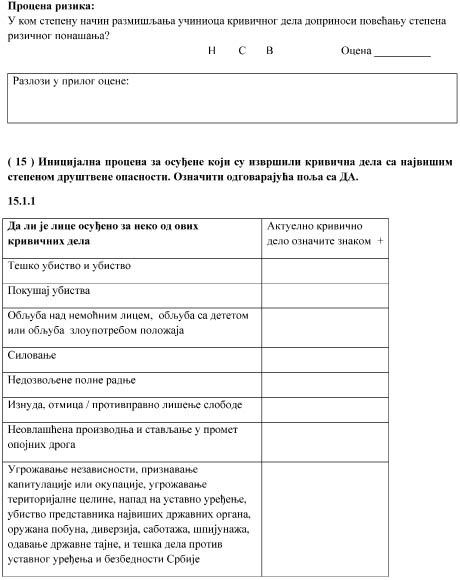 Процена ризика:
У ком степену начин размишљања учиниоца кривичног дела доприноси повећању степена
ризичног понашања?
Н С В Оцена __________
Разлози у прилог оцене:
( 15 ) Иницијална процена за осуђене који су извршили кривична дела са највишим
степеном друштвене опасности. Означити одговарајућа поља са ДА.
15.1.1
Да ли је лице осуђено за неко од ових
кривичних дела
Актуелно кривично
дело означите знаком +
Тешко убиство и убиство
Покушај убиства
Обљуба над немоћним лицем, обљуба са дететом
или обљуба злоупотребом положаја
Силовање
Недозвољене полне радње
Изнуда, отмица / противправно лишење слободе
Неовлашћена производња и стављање у промет
опојних дрога
Угрожавање независности, признавање
капитулације или окупације, угрожавање
територијалне целине, напад на уставно уређење,
убиство представника највиших државних органа,
оружана побуна, диверзија, саботажа, шпијунажа,
одавање државне тајне, и тешка дела против
уставног уређења и безбедности Србије